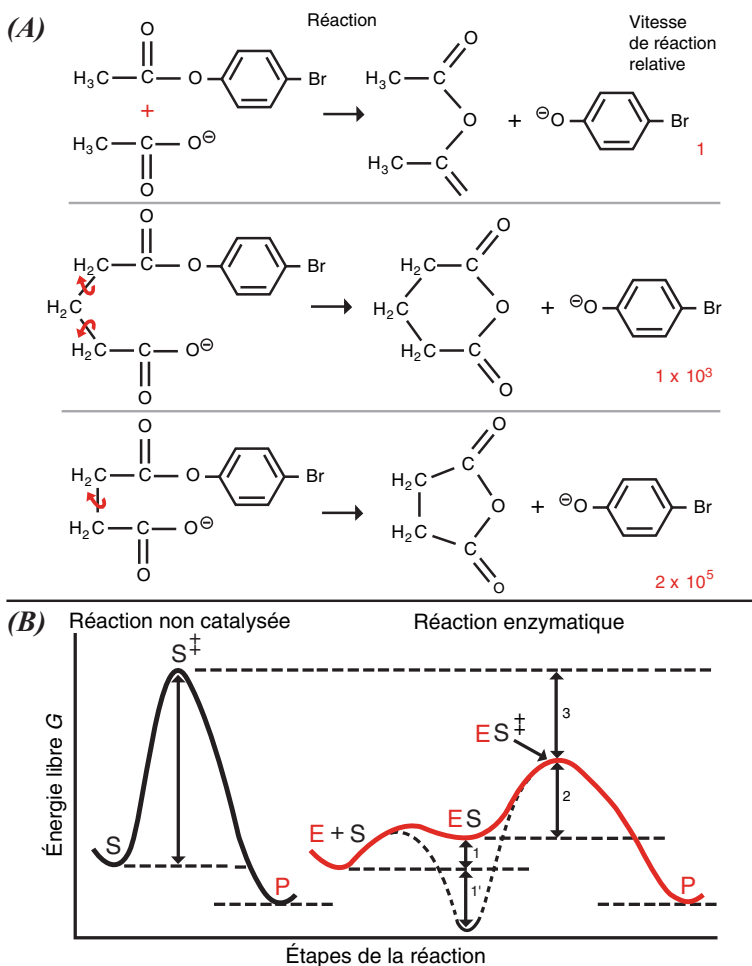 (A)
Réaction
Vitesse
de réaction
relative
O
H₃C C O Br
+
H₃C C O⊖
O
O
H₃C C
O
H₃C C
+ ⊖O Br
1
O
H₂C C O Br
H₂C
H₂C C O⊖
O
O
H₂C C
H₂C O
H₂C C
O
+ ⊖O Br
1 x 10³
O
H₂C C O Br
H₂C C O⊖
O
O
H₂C C
O
H₂C C
O
+ ⊖O Br
2 x 10⁵
(B)
Réaction non catalysée
Réaction enzymatique
S‡
3
ES‡
2
S
E + S
ES
1
1'
P
P
Énergie libre G
Étapes de la réaction